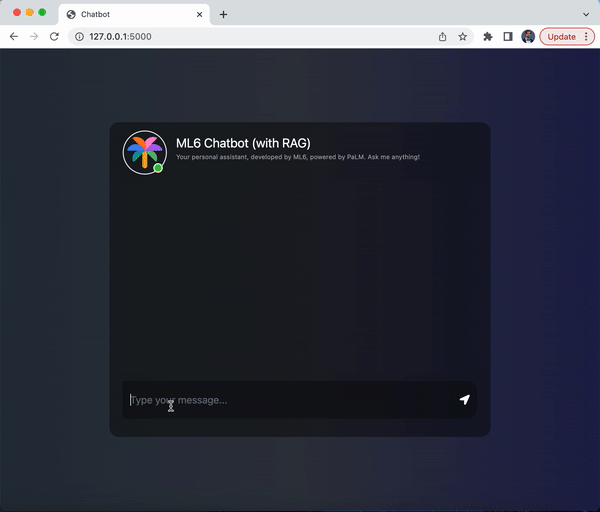 Chatbot
127.0.0.1:5000
Update
ML6 Chatbot (with RAG)
Your personal assistant, developed by ML6, powered by PaLM. Ask me anything!
Type your message...